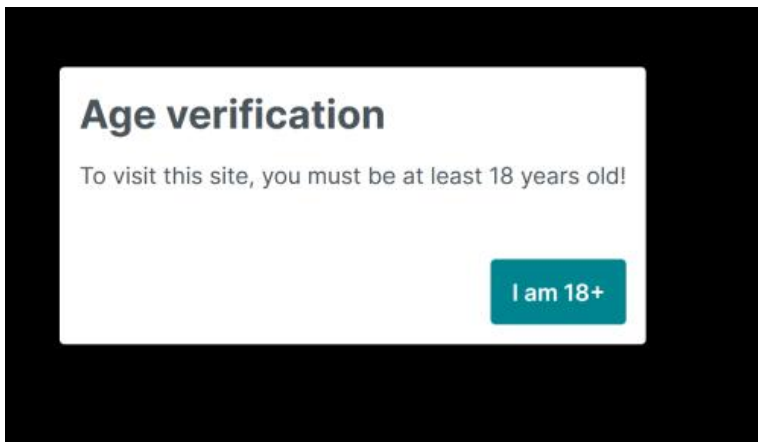 Age verification
To visit this site, you must be at least 18 years old!
I am 18+